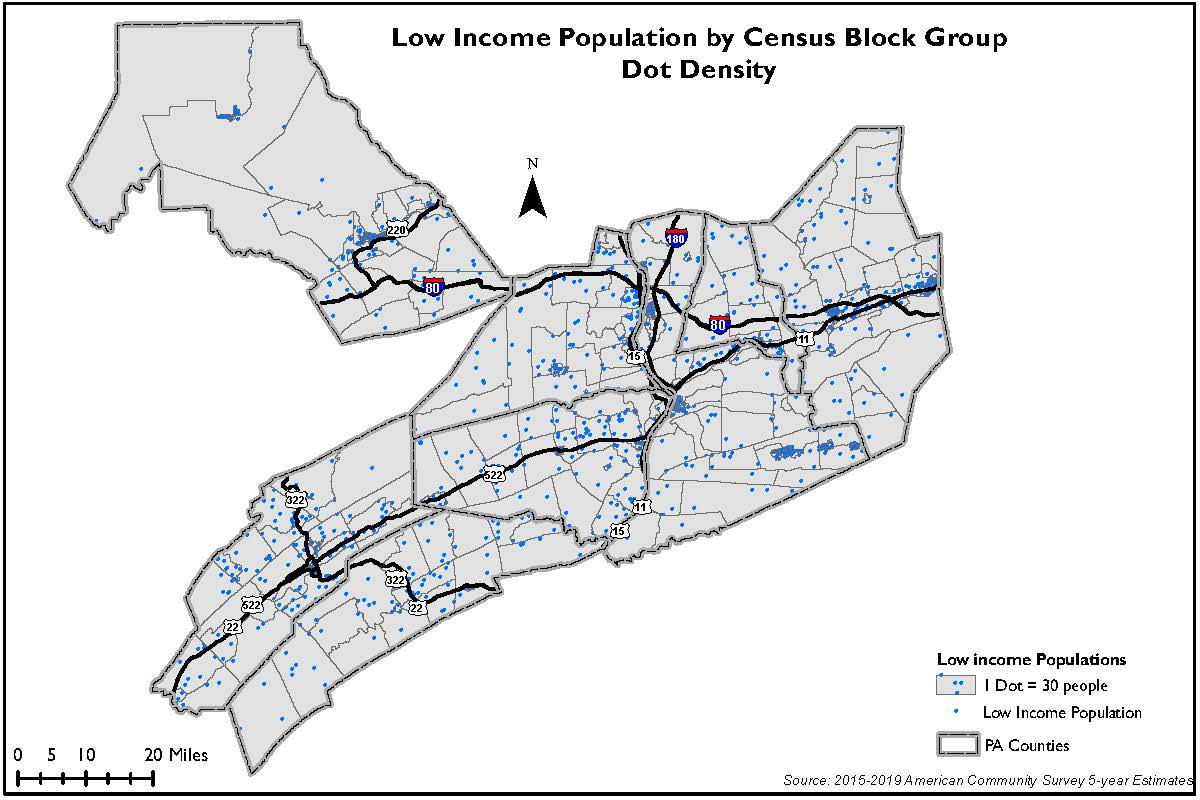 Low Income Population by Census Block Group
Dot Density
N
220
180
80
80
11
15
522
322
11
15
322
522
22
22
Low income Populations
1 Dot = 30 people
Low Income Population
PA Counties
0 5 10 20 Miles
Source: 2015-2019 American Community Survey 5-year Estimates